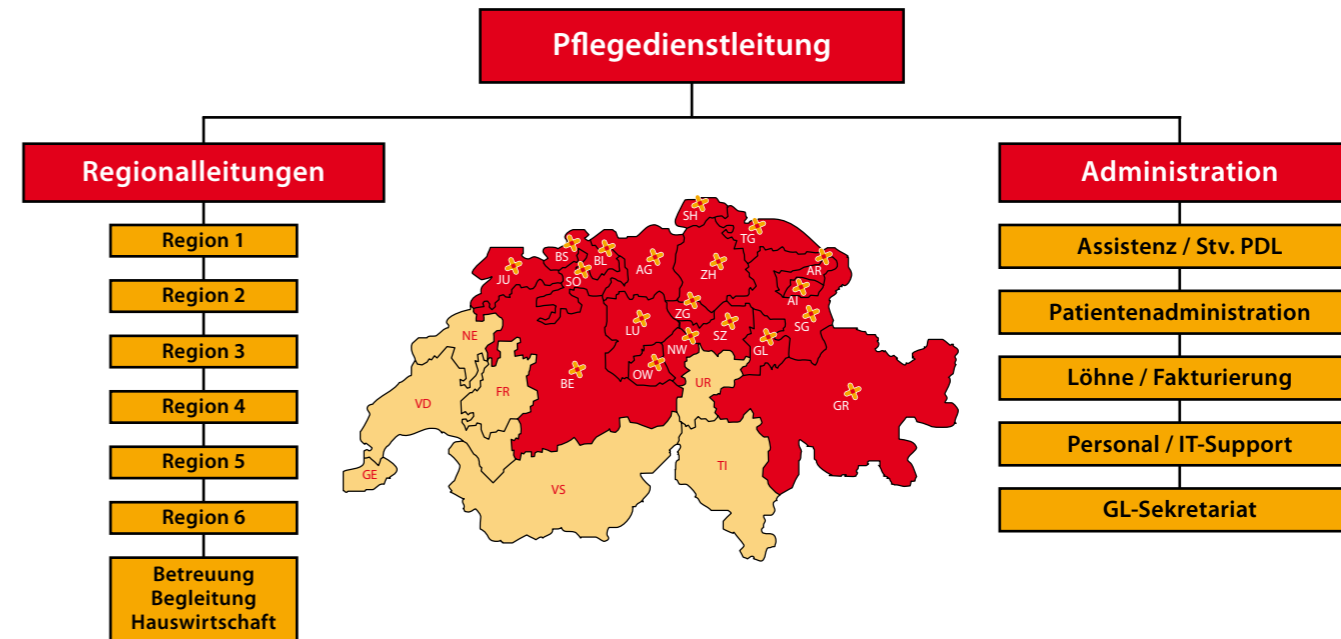 Pflegedienstleitung
Regionalleitungen
Region 1
Region 2
Region 3
Region 4
Region 5
Region 6
Betreuung
Begleitung
Hauswirtschaft
SH
TG
BS
BL
AG
ZH
AR
JU
SO
AI
ZG
SG
LU
SZ
NE
NW
GL
OW
UR
BE
FR
GR
VD
TI
GE
VS
Administration
Assistenz / Stv. PDL
Patientenadministration
Löhne / Fakturierung
Personal / IT-Support
GL-Sekretariat